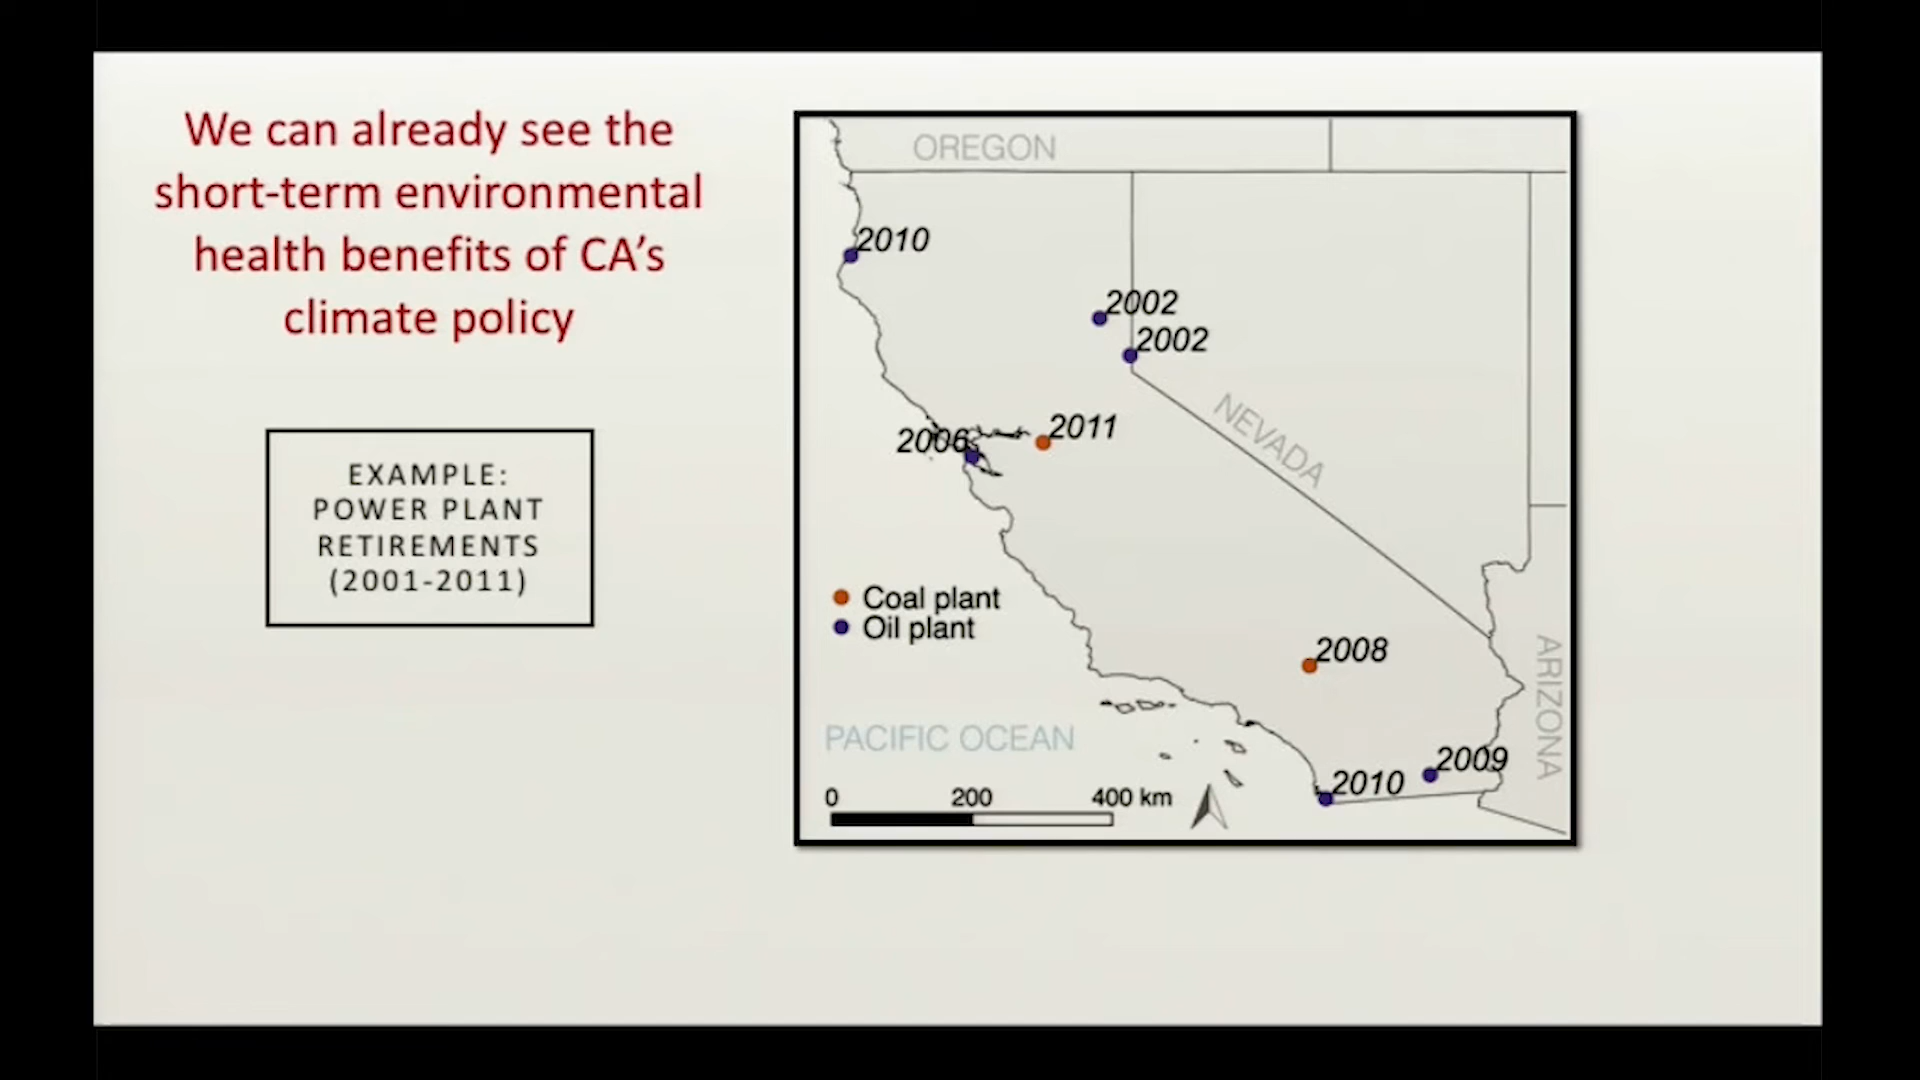 We can already see the
short-term environmental
health benefits of CA's
climate policy
EXAMPLE:
POWER PLANT
RETIREMENTS
(2001-2011)
OREGON
2010
2002
2002
NEVADA
2006
2011
Coal plant
Oil plant
2008
ARIZONA
PACIFIC OCEAN
2009
2010
0 200 400 km